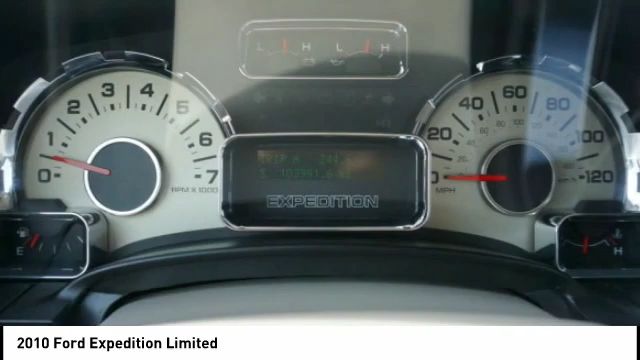 L H L H
0 1 2 3 4 5 6 7
RPM X 1000
TRIP A
EXPEDITION
0 20 40 60 80 100 120
MPH
E
H
2010 Ford Expedition Limited